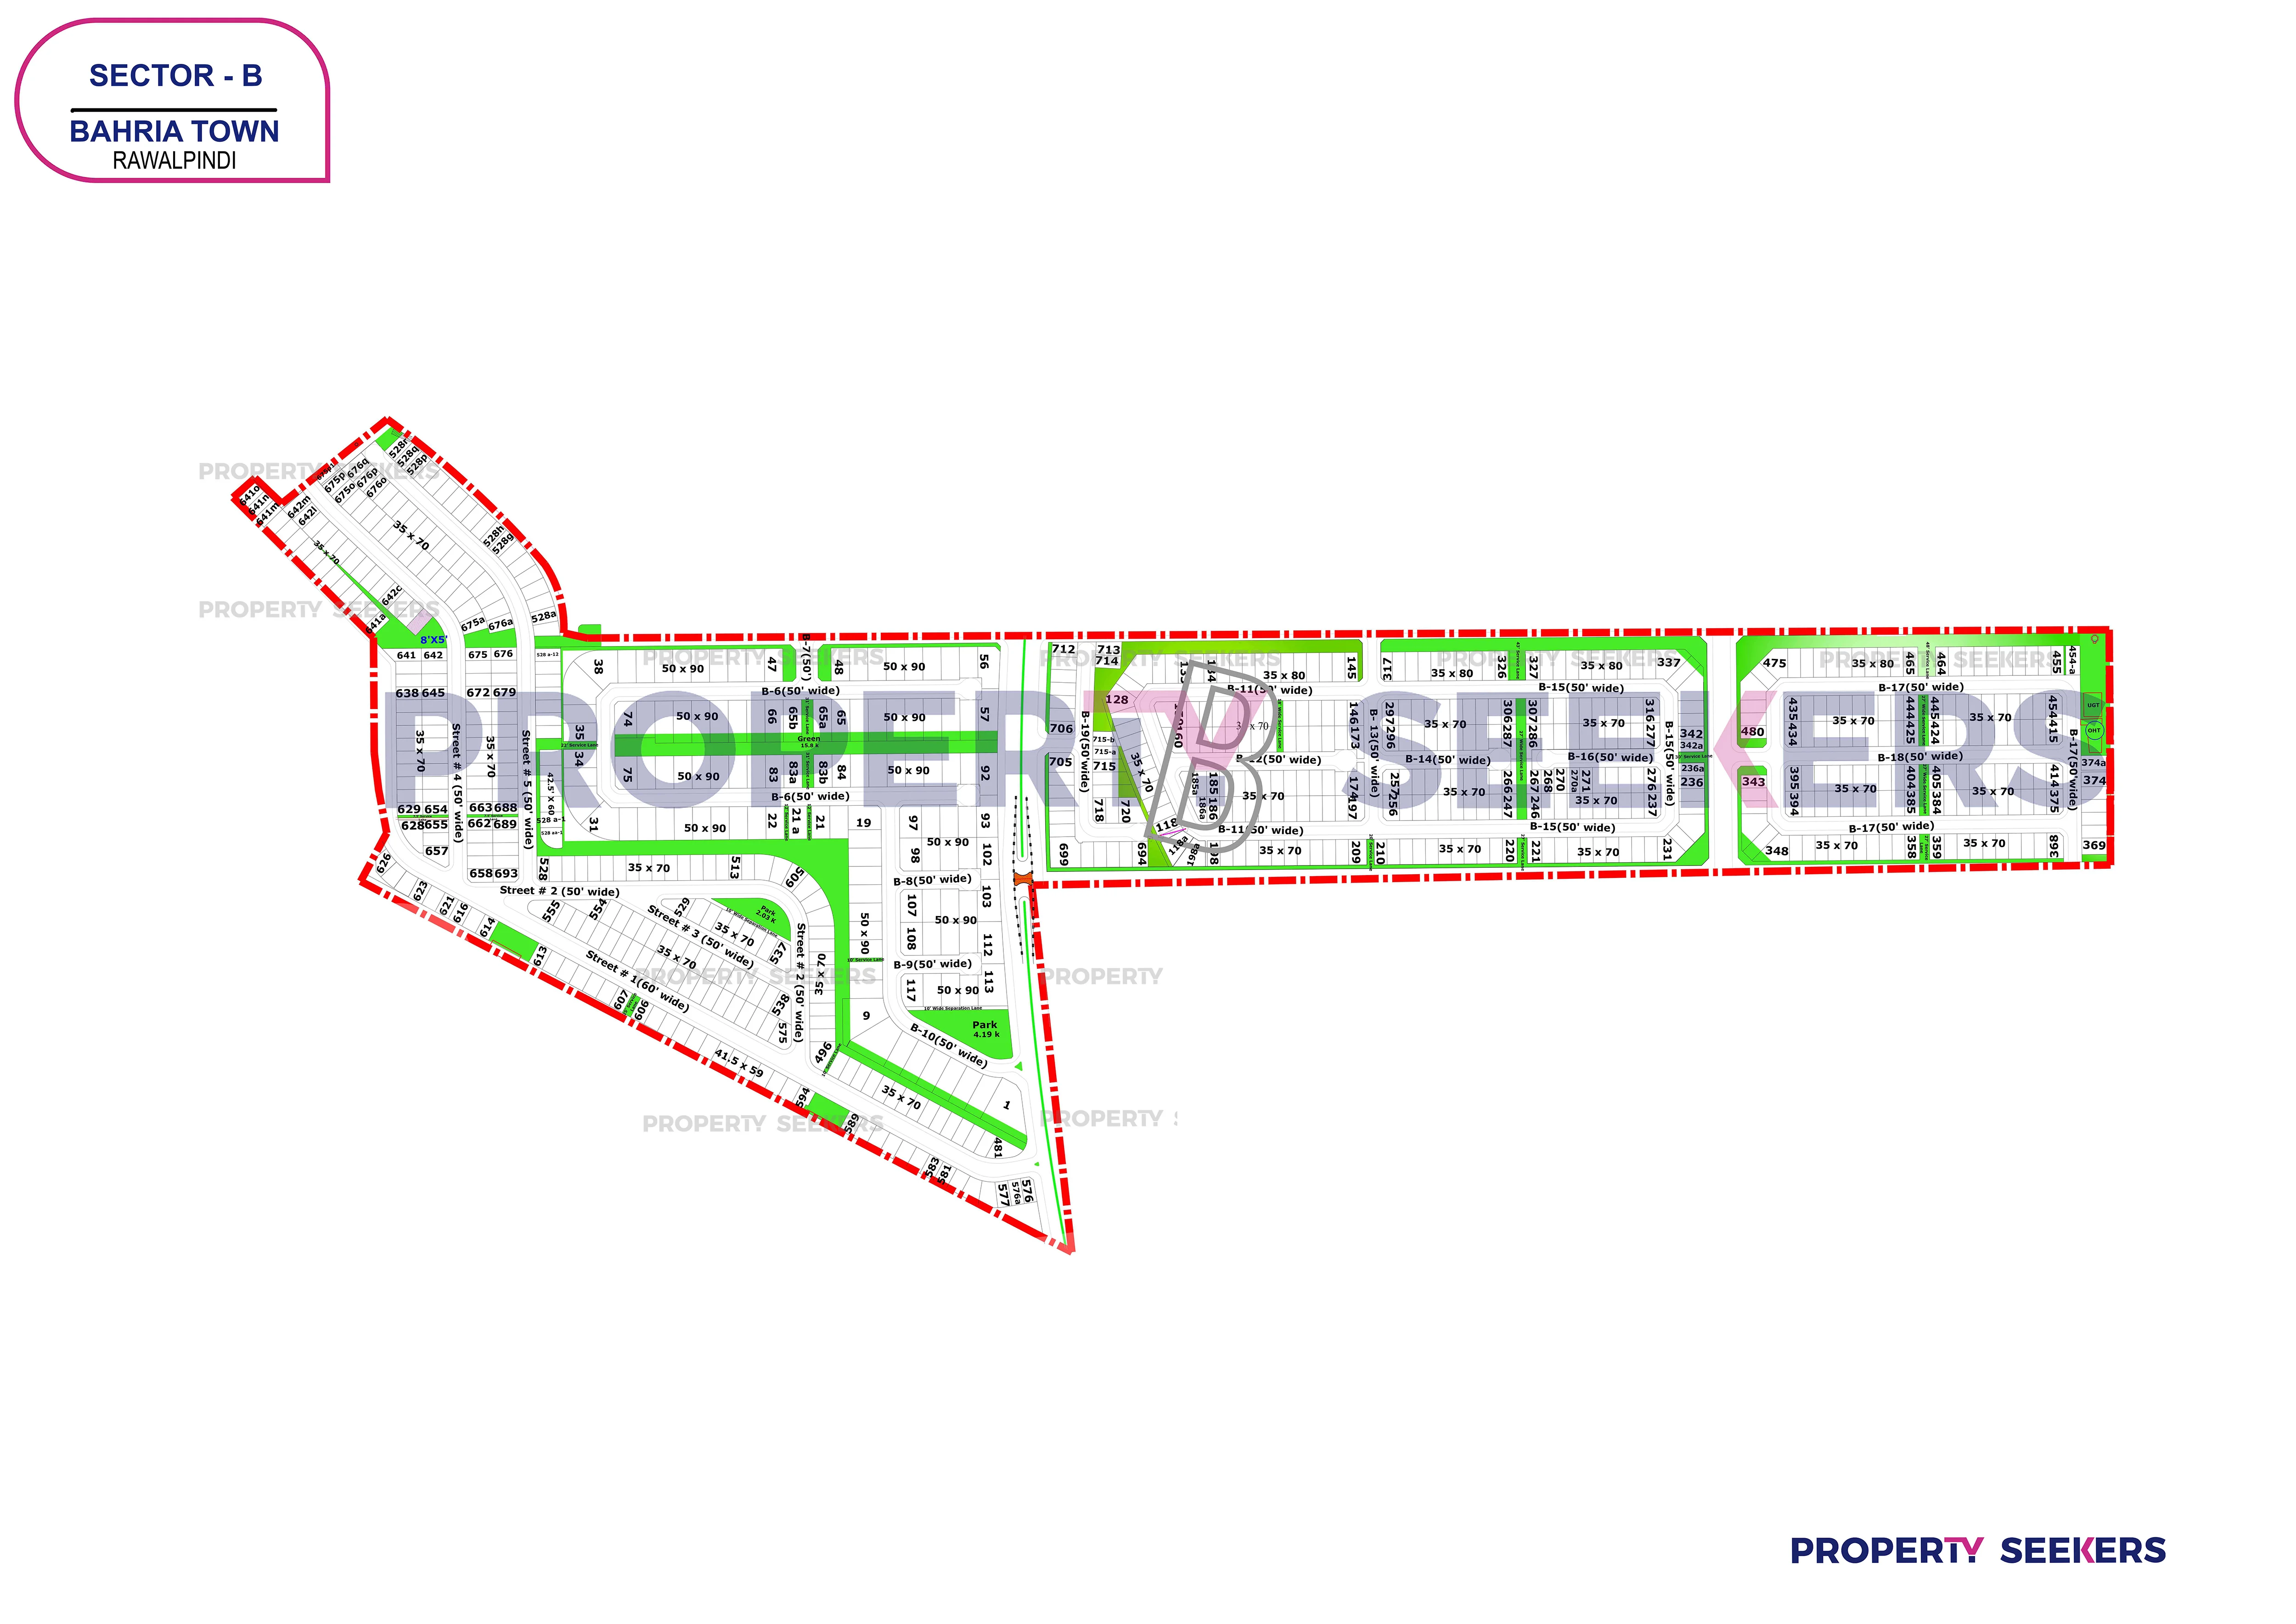 SECTOR - B
BAHRIA TOWN
RAWALPINDI
PROPERTY SEEKERS
528r
528q
528p
676q
676p
676o
675p
675o
641o
641n
641m
642m
642l
35 x 70
35 x 70
528h
528g
642c
641a
675a
676a
528a
8'X5'
641 642 675 676 528 a-12
638 645 672 679
35 x 70
Street # 4 (50' wide)
35 x 70
Street # 5 (50' wide)
42.5' X 60
629 654 663 688
628 655 662 689
528 a-1
528 aa-1
657
658 693
528
626
623
621
616
614
613
607
606
594
589
583
581
577
576a
576
41.5 x 59
Street # 1(60' wide)
Street # 2 (50' wide)
Street # 3 (50' wide)
Street # 2 (50' wide)
555
554
529
537
538
575
35 x 70
35 x 70
Park
2.03 K
10' Wide Separation Lane
35 x 70
513
505
35 x 70
496
35 x 70
481
1
9
50 x 90
10' Service Lane
19
38
50 x 90
47
B-7(50')
48
50 x 90
56
B-6(50' wide)
35
34
74
50 x 90
66
65b
65a
65
50 x 90
57
Green
15.8 k
75
50 x 90
83
83a
83b
84
50 x 90
92
B-6(50' wide)
31
50 x 90
22
21 a
21
97
98
50 x 90
93
102
B-8(50' wide)
107
108
50 x 90
103
112
B-9(50' wide)
117
50 x 90
113
10' Wide Separation Lane
Park
4.19 k
B-10(50' wide)
712
713
714
706
705
B-19(50'wide)
715-b
715-a
715
718
720
699
694
128
35 x 70
118
118a
198a
35 x 80
145
B-11(50' wide)
160
146 173
185a
185
186
186a
35 x 70
174
197
B-11(50' wide)
35 x 70
209
210
B- 13(50' wide)
317
35 x 80
326
327
35 x 80
337
B-15(50' wide)
297 296
35 x 70
306 287
307 286
35 x 70
316 277
B-14(50' wide)
B-16(50' wide)
257
256
35 x 70
266 247
267 246
268
270
270a
271
35 x 70
276 237
B-15(50' wide)
B-15(50' wide)
35 x 70
220
221
35 x 70
231
342
342a
236a
236
475
35 x 80
465
464
455
454-a
B-17(50' wide)
480
435 434
35 x 70
444 425
445 424
35 x 70
454 415
B-18(50' wide)
343
395 394
35 x 70
404 385
405 384
35 x 70
414 375
B-17(50' wide)
B-17(50'wide)
348
35 x 70
358
359
35 x 70
368
369
374a
374
UGT
OHT
B
B
PROPERTY SEEKERS